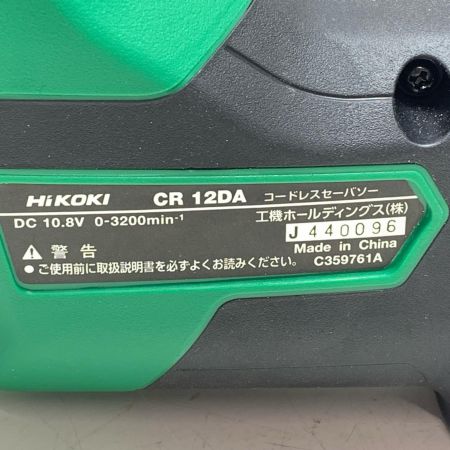 HiKOKI CR 12DA コードレスセーバソー
DC 10.8V 0-3200min-1 工機ホールディングス(株)
J 440096
⚠ 警告 Made in China
● ご使用前に取扱説明書を必ずよくお読みください。 C359761A